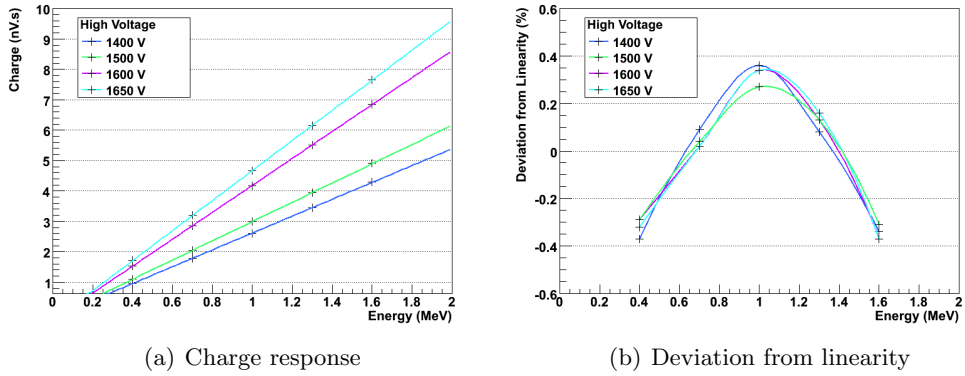 Charge (nV.s)
10
9
8
7
6
5
4
3
2
1
High Voltage
1400 V
1500 V
1600 V
1650 V
0 0.2 0.4 0.6 0.8 1 1.2 1.4 1.6 1.8 2
Energy (MeV)
(a) Charge response
Deviation from Linearity (%)
0.6
0.4
0.2
0
-0.2
-0.4
-0.6
High Voltage
1400 V
1500 V
1600 V
1650 V
0 0.2 0.4 0.6 0.8 1 1.2 1.4 1.6 1.8 2
Energy (MeV)
(b) Deviation from linearity